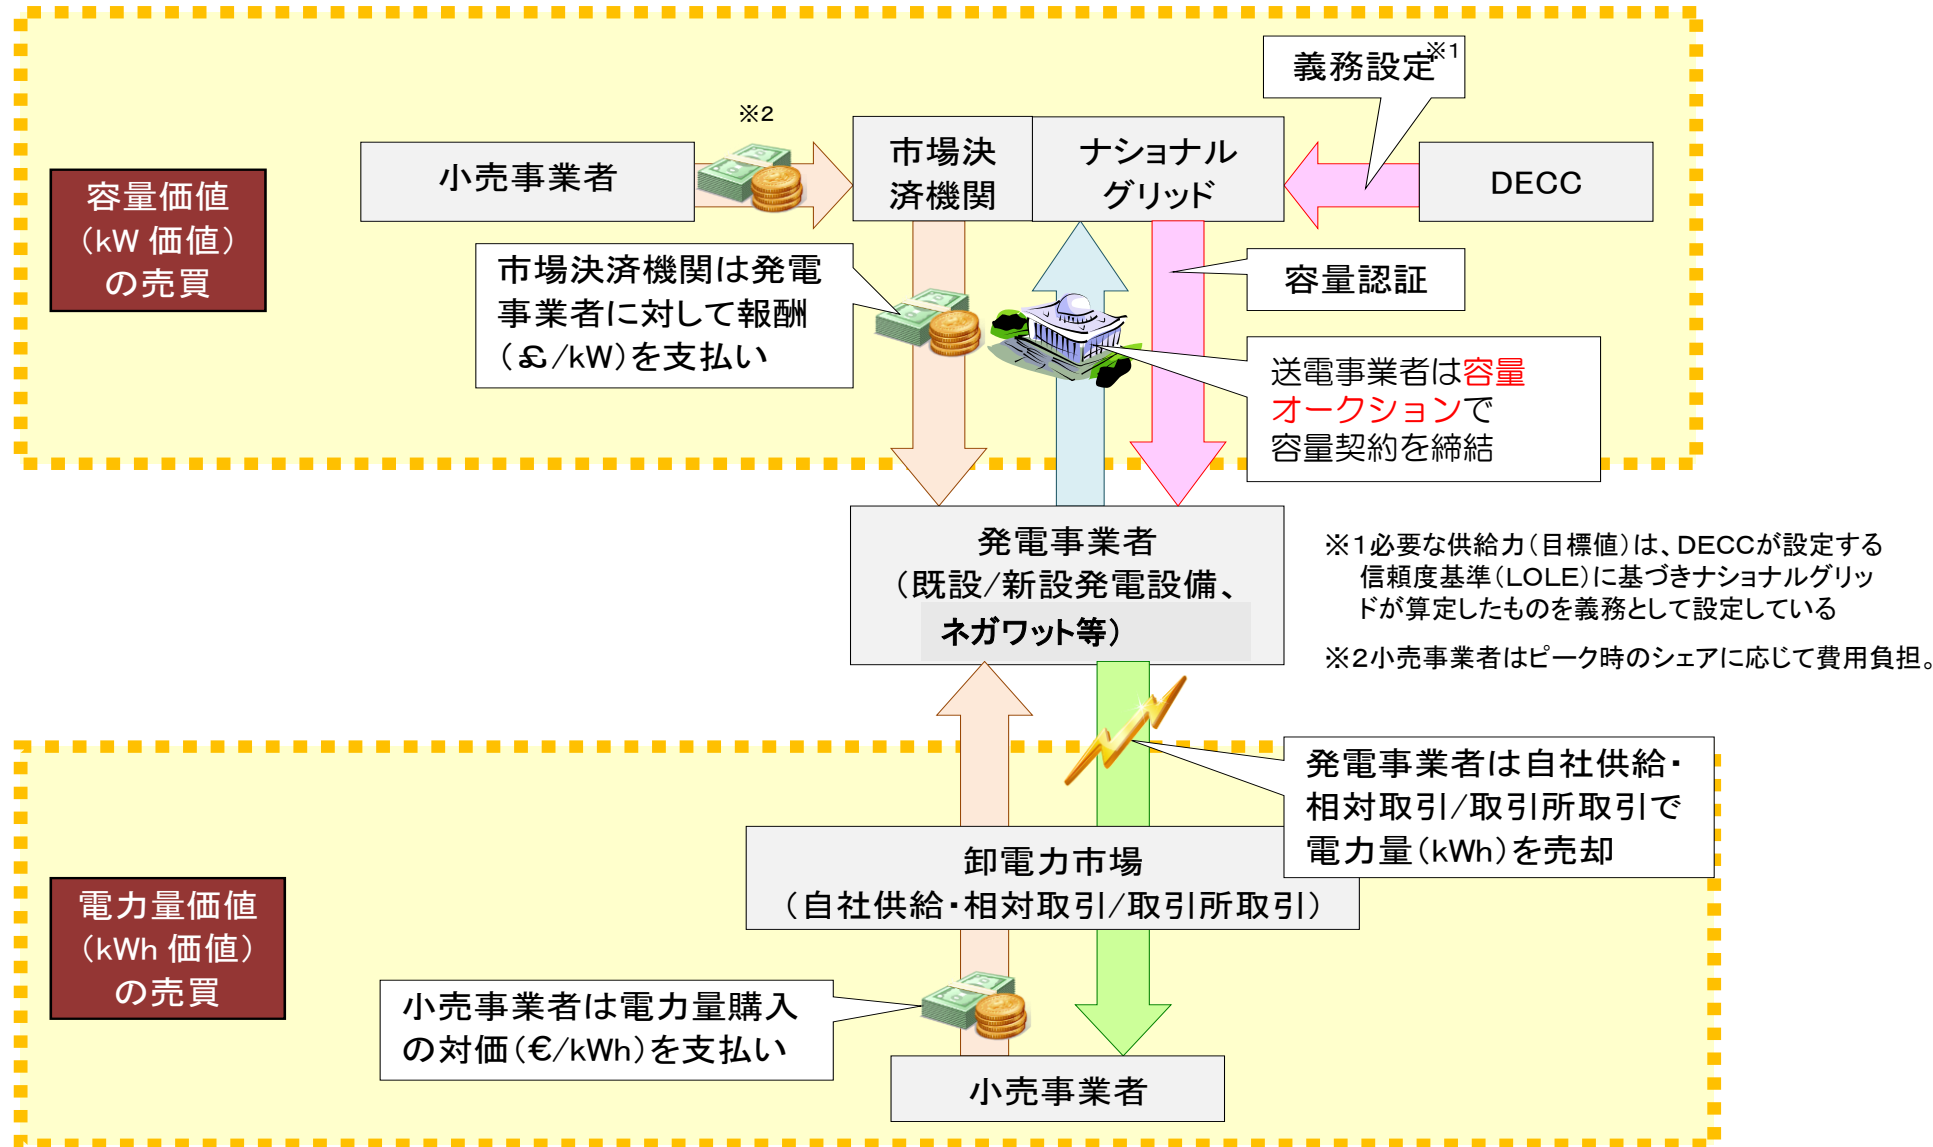 義務設定※1
※2
小売事業者
市場決
済機関
ナショナル
グリッド
DECC
容量価値
（kW 価値）
の売買
市場決済機関は発電
事業者に対して報酬
（￡/kW）を支払い
容量認証
送電事業者は容量
オークションで
容量契約を締結
発電事業者
（既設/新設発電設備、
ネガワット等）
※1必要な供給力（目標値）は、DECCが設定する
信頼度基準（LOLE）に基づきナショナルグリッ
ドが算定したものを義務として設定している
※2小売事業者はピーク時のシェアに応じて費用負担。
発電事業者は自社供給・
相対取引/取引所取引で
電力量（kWh）を売却
卸電力市場
（自社供給・相対取引/取引所取引）
電力量価値
（kWh 価値）
の売買
小売事業者は電力量購入
の対価（€/kWh）を支払い
小売事業者